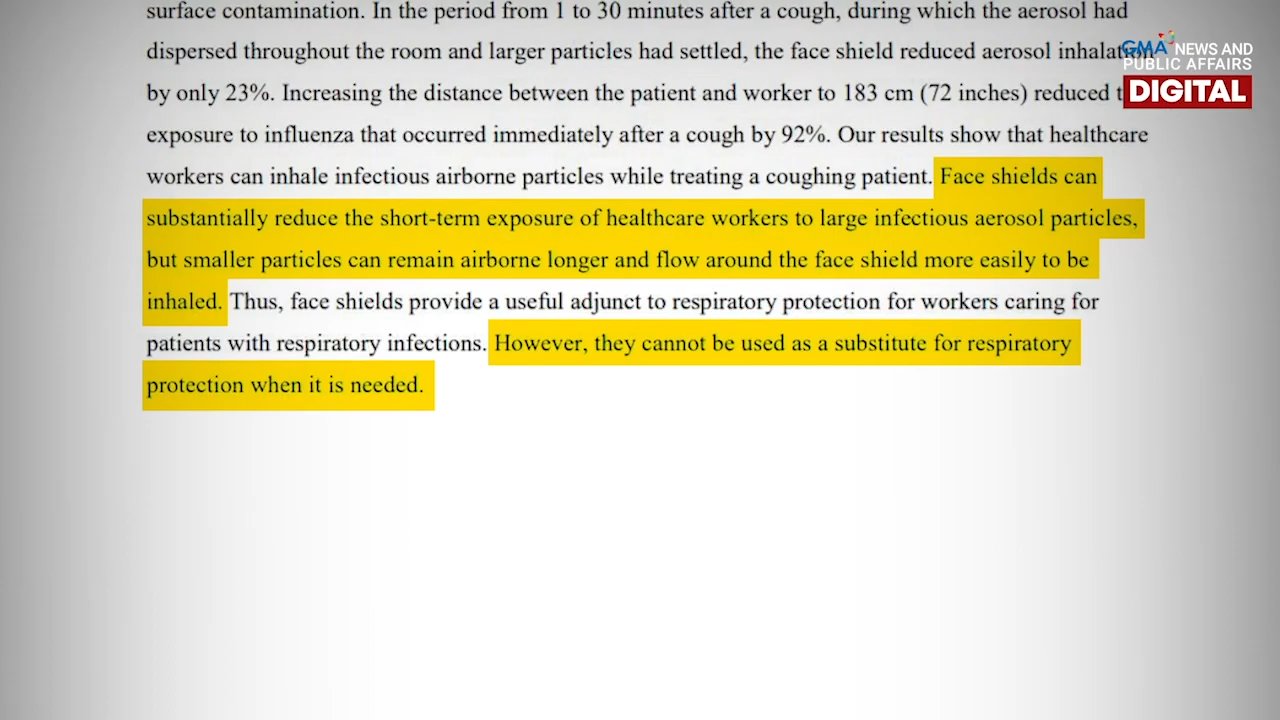 surface contamination. In the period from 1 to 30 minutes after a cough, during which the aerosol had
dispersed throughout the room and larger particles had settled, the face shield reduced aerosol
by only 23%. Increasing the distance between the patient and worker to 183 cm (72 inches) reduced
exposure to influenza that occurred immediately after a cough by 92%. Our results show that healthcare
workers can inhale infectious airborne particles while treating a coughing patient. Face shields can
substantially reduce the short-term exposure of healthcare workers to large infectious aerosol particles,
but smaller particles can remain airborne longer and flow around the face shield more easily to be
inhaled. Thus, face shields provide a useful adjunct to respiratory protection for workers caring for
patients with respiratory infections. However, they cannot be used as a substitute for respiratory
protection when it is needed.
GMA NEWS AND
PUBLIC AFFAIRS
DIGITAL